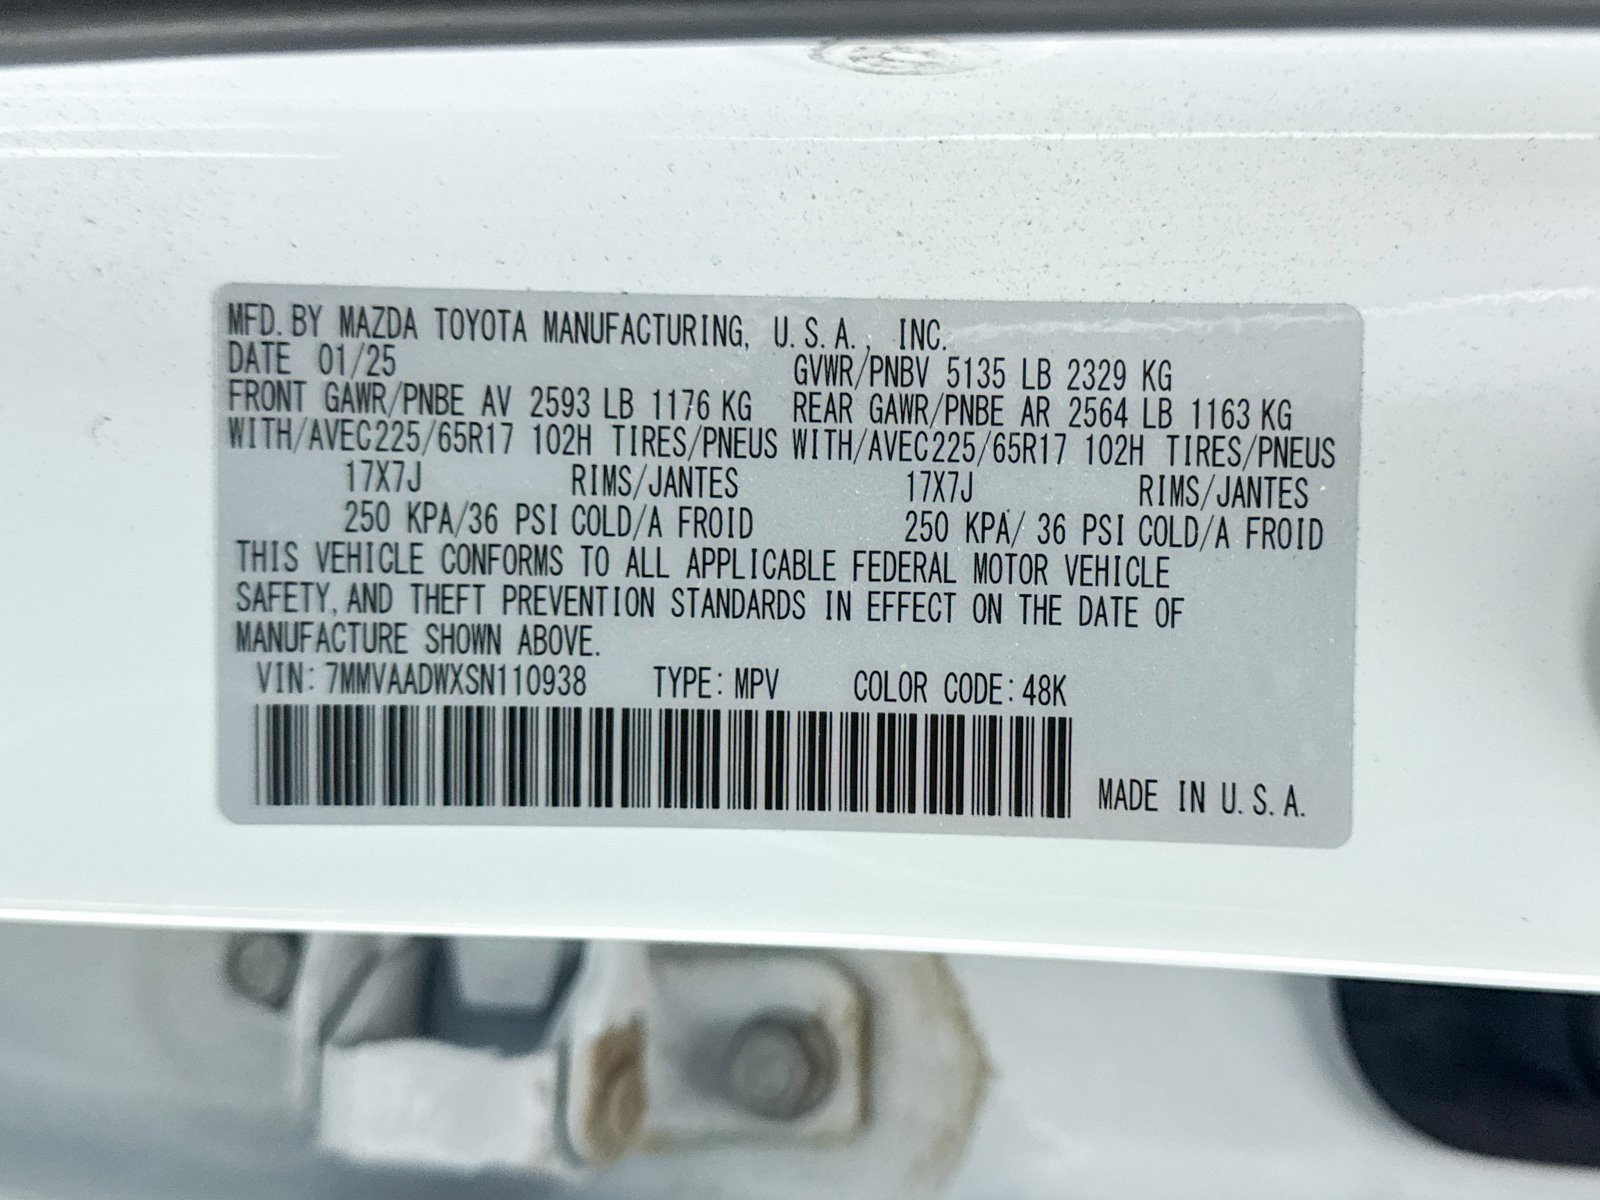 MFD. BY MAZDA TOYOTA MANUFACTURING, U.S.A., INC.
DATE 01/25 GVWR/PNBV 5135 LB 2329 KG
FRONT GAWR/PNBE AV 2593 LB 1176 KG REAR GAWR/PNBE AR 2564 LB 1163 KG
WITH/AVEC 225/65R17 102H TIRES/PNEUS WITH/AVEC 225/65R17 102H TIRES/PNEUS
17X7J RIMS/JANTES 17X7J RIMS/JANTES
250 KPA/36 PSI COLD/A FROID 250 KPA/ 36 PSI COLD/A FROID
THIS VEHICLE CONFORMS TO ALL APPLICABLE FEDERAL MOTOR VEHICLE
SAFETY, AND THEFT PREVENTION STANDARDS IN EFFECT ON THE DATE OF
MANUFACTURE SHOWN ABOVE.
VIN: 7MMVAADWXSN110938 TYPE: MPV COLOR CODE: 48K
MADE IN U.S.A.